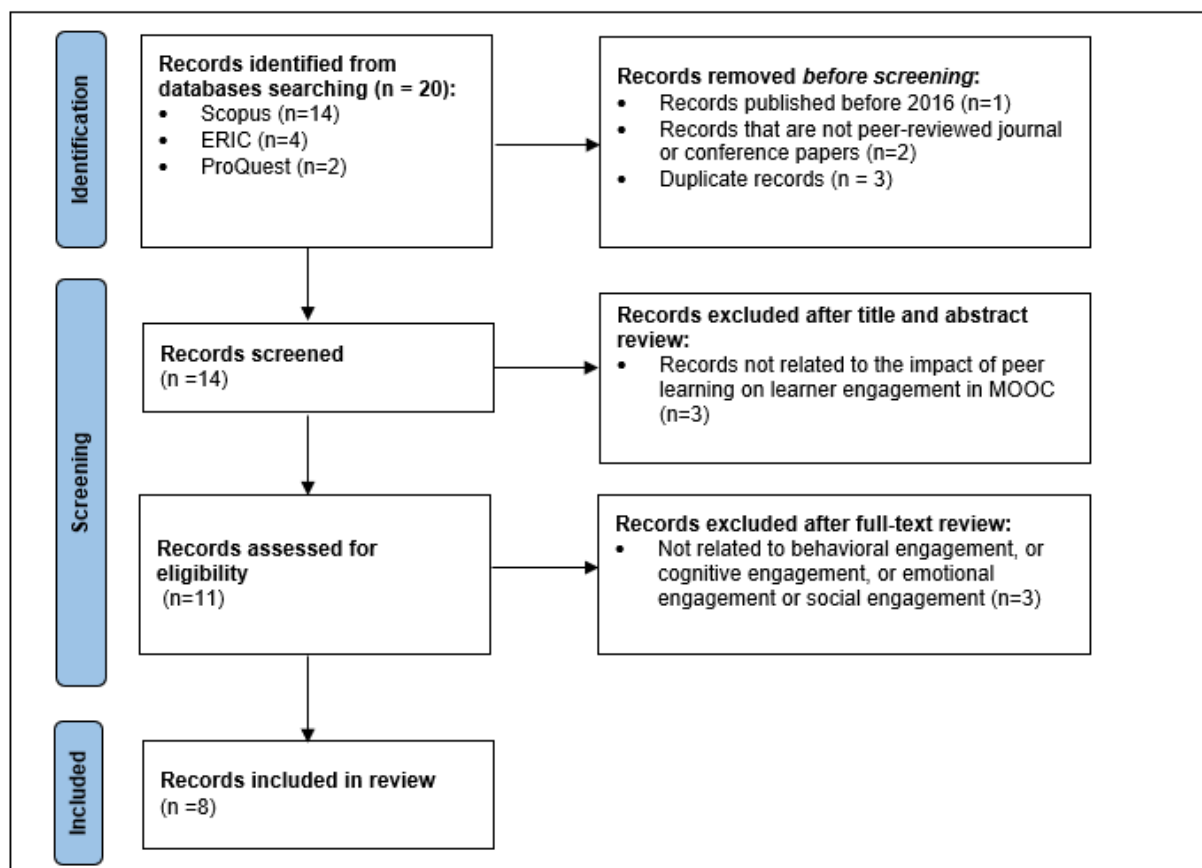 Identification
Records identified from
databases searching (n = 20):
• Scopus (n=14)
• ERIC (n=4)
• ProQuest (n=2)
Records removed before screening:
• Records published before 2016 (n=1)
• Records that are not peer-reviewed journal
or conference papers (n=2)
• Duplicate records (n = 3)
Screening
Records screened
(n =14)
Records excluded after title and abstract
review:
• Records not related to the impact of peer
learning on learner engagement in MOOC
(n=3)
Records assessed for
eligibility
(n=11)
Records excluded after full-text review:
• Not related to behavioral engagement, or
cognitive engagement, or emotional
engagement or social engagement (n=3)
Included
Records included in review
(n =8)